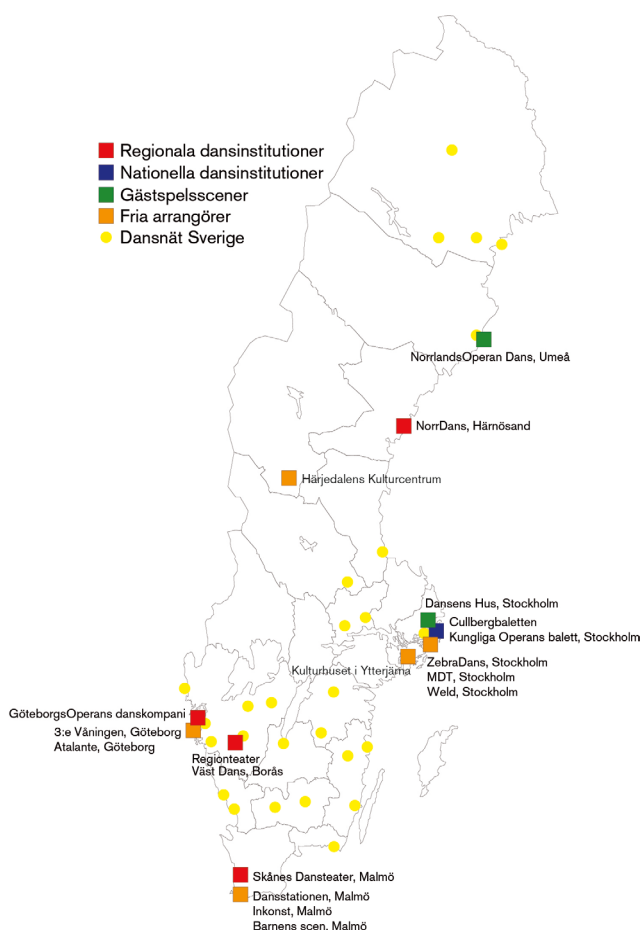 Regionala dansinstitutioner
Nationella dansinstitutioner
Gästspelsscener
Fria arrangörer
Dansnät Sverige
NorrlandsOperan Dans, Umeå
NorrDans, Härnösand
Härjedalens Kulturcentrum
Dansens Hus, Stockholm
Cullbergbaletten
Kungliga Operans balett, Stockholm
ZebraDans, Stockholm
MDT, Stockholm
Weld, Stockholm
Kulturhuset i Ytterjärna
GöteborgsOperans danskompani
3:e Våningen, Göteborg
Atalante, Göteborg
Regionteater
Väst Dans, Borås
Skånes Dansteater, Malmö
Dansstationen, Malmö
Inkonst, Malmö
Barnens scen, Malmö